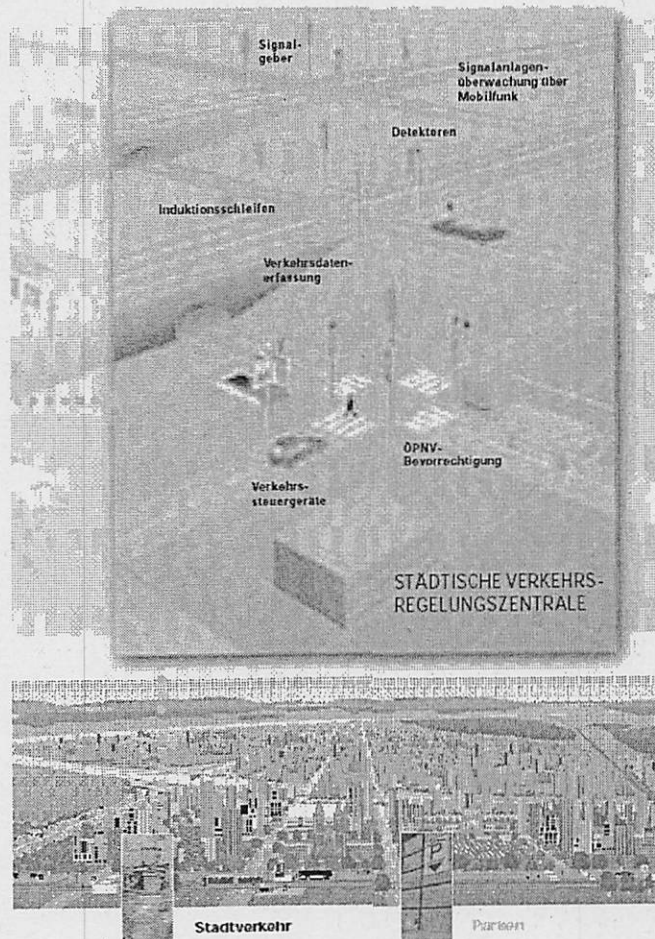 Signal-
geber
Signalanlagen-
überwachung über
Mobilfunk
Detektoren
Induktionsschleifen
Verkehrsdaten-
erfassung
ÖPNV-
Bevorrechtigung
Verkehrs-
steuergeräte
STÄDTISCHE VERKEHRS-
REGELUNGSZENTRALE
P
Stadtverkehr
Parken